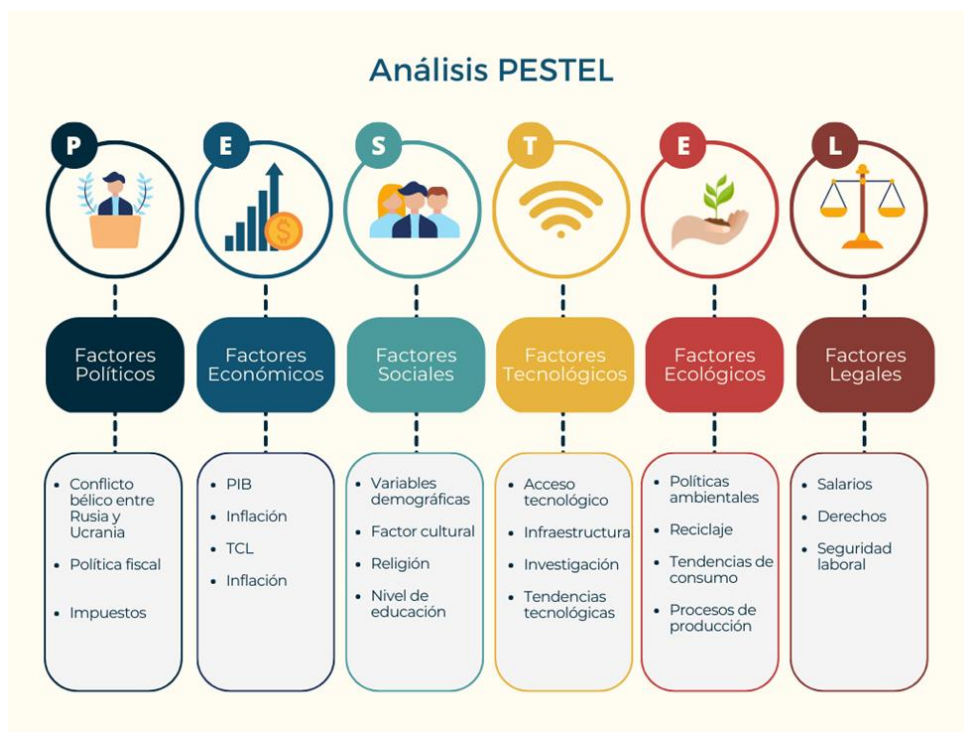 Análisis PESTEL
P
E
S
T
E
L
Factores
Políticos
Factores
Económicos
Factores
Sociales
Factores
Tecnológicos
Factores
Ecológicos
Factores
Legales
• Conflicto
bélico entre
Rusia y
Ucrania
• Política fiscal
• Impuestos
• PIB
• Inflación
• TCL
• Inflación
• Variables
demográficas
• Factor cultural
• Religión
• Nivel de
educación
• Acceso
tecnológico
• Infraestructura
• Investigación
• Tendencias
tecnológicas
• Políticas
ambientales
• Reciclaje
• Tendencias de
consumo
• Procesos de
producción
• Salarios
• Derechos
• Seguridad
laboral